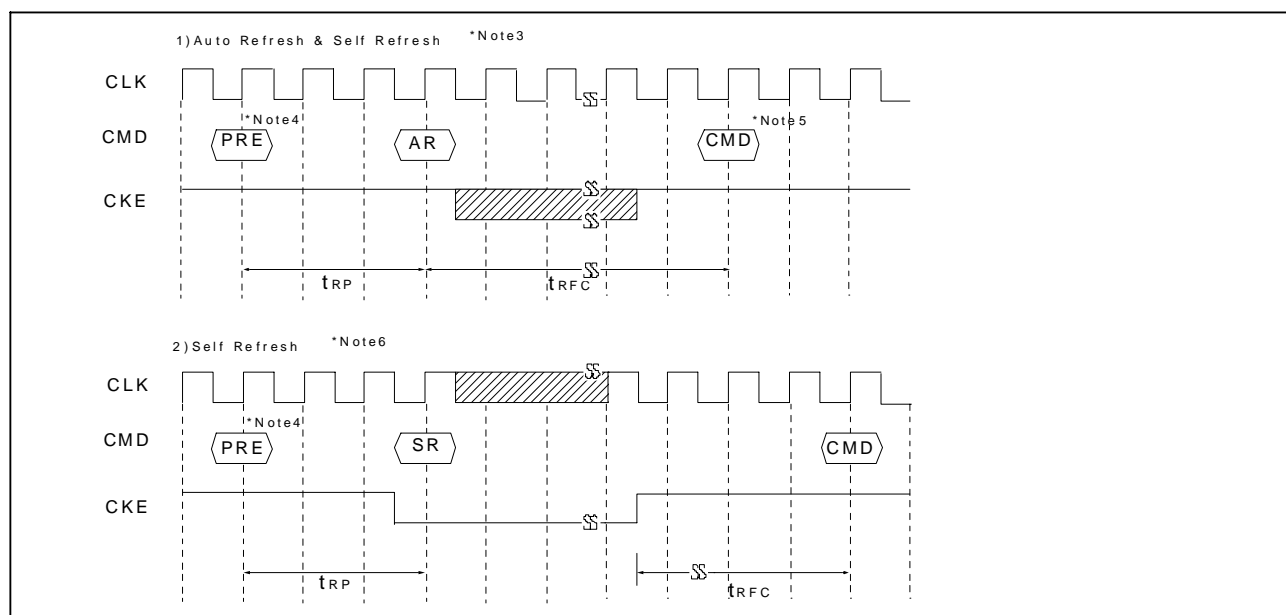 1)Auto Refresh & Self Refresh *Note3
CLK
CMD PRE *Note4 AR CMD *Note5
CKE
tRP tRFC
2)Self Refresh *Note6
CLK
CMD PRE *Note4 SR CMD
CKE
tRP tRFC